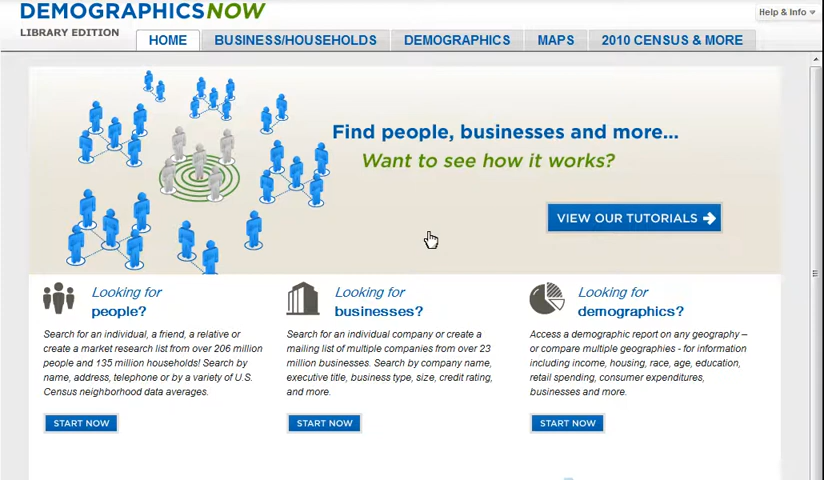 DEMOGRAPHICSNOW
LIBRARY EDITION
Help & Info
HOME
BUSINESS/HOUSEHOLDS
DEMOGRAPHICS
MAPS
2010 CENSUS & MORE
Find people, businesses and more...
Want to see how it works?
VIEW OUR TUTORIALS
Looking for
people?
Search for an individual, a friend, a relative or
create a market research list from over 206 million
people and 135 million households! Search by
name, address, telephone or by a variety of U.S.
Census neighborhood data averages.
START NOW
Looking for
businesses?
Search for an individual company or create a
mailing list of multiple companies from over 23
million businesses. Search by company name,
executive title, business type, size, credit rating,
and more.
START NOW
Looking for
demographics?
Access a demographic report on any geography –
or compare multiple geographies - for information
including income, housing, race, age, education,
retail spending, consumer expenditures,
businesses and more.
START NOW